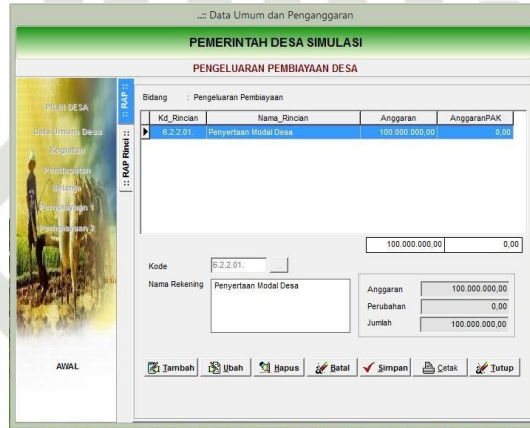 ..:: Data Umum dan Penganggaran
PEMERINTAH DESA SIMULASI
PENGELUARAN PEMBIAYAAN DESA
PILIH DESA
Data Umum Desa
Kegiatan
Pendapatan
Belanja
Pembiayaan 1
Pembiayaan 2
AWAL
:: RAP ::
RAP Rinci ::
Bidang : Pengeluaran Pembiayaan
Kd_Rincian Nama_Rincian Anggaran AnggaranPAK
6.2.2.01. Penyertaan Modal Desa 100.000.000,00 0,00
100.000.000,00 0,00
Kode 6.2.2.01. ...
Nama Rekening Penyertaan Modal Desa
Anggaran 100.000.000,00
Perubahan 0,00
Jumlah 100.000.000,00
Tambah Ubah Hapus Batal Simpan Cetak Tutup